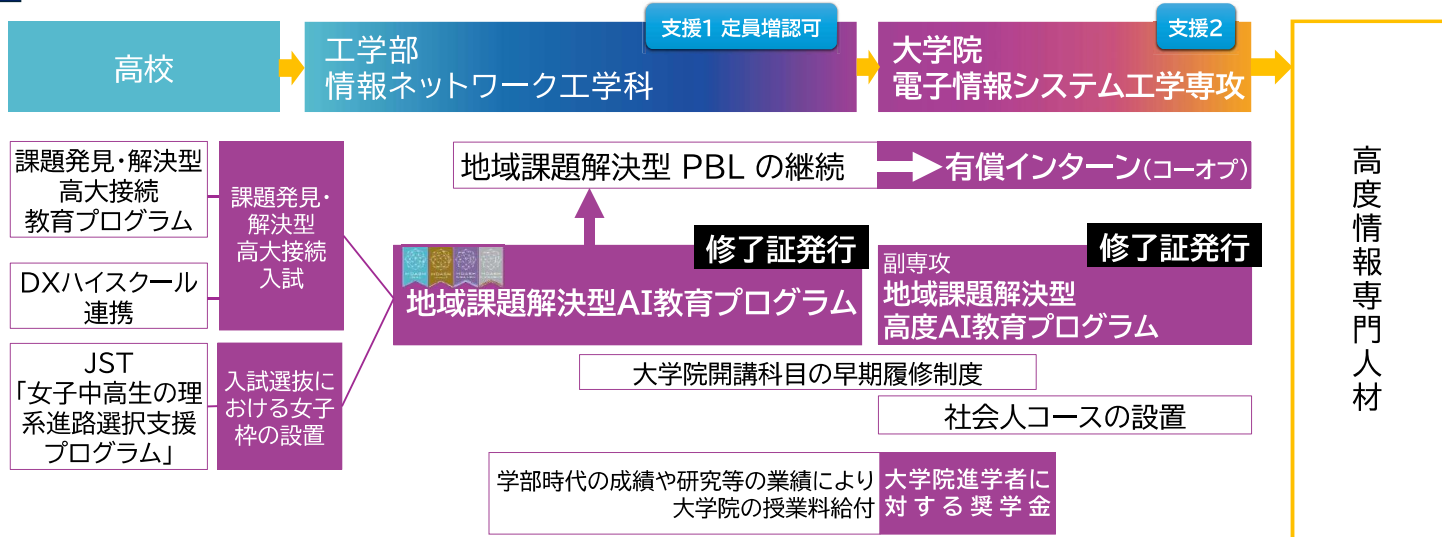 支援1 定員増認可
支援2
高校
工学部
情報ネットワーク工学科
大学院
電子情報システム工学専攻
課題発見・解決型
高大接続
教育プログラム
課題発見・
解決型
高大接続
入試
DXハイスクール
連携
JST
「女子中高生の理
系進路選択支援
プログラム」
入試選抜に
おける女子
枠の設置
地域課題解決型 PBL の継続
有償インターン(コーオプ)
修了証発行
地域課題解決型AI教育プログラム
修了証発行
副専攻
地域課題解決型
高度AI教育プログラム
大学院開講科目の早期履修制度
社会人コースの設置
学部時代の成績や研究等の業績により
大学院の授業料給付
大学院進学者に
対する奨学金
高度情報専門人材